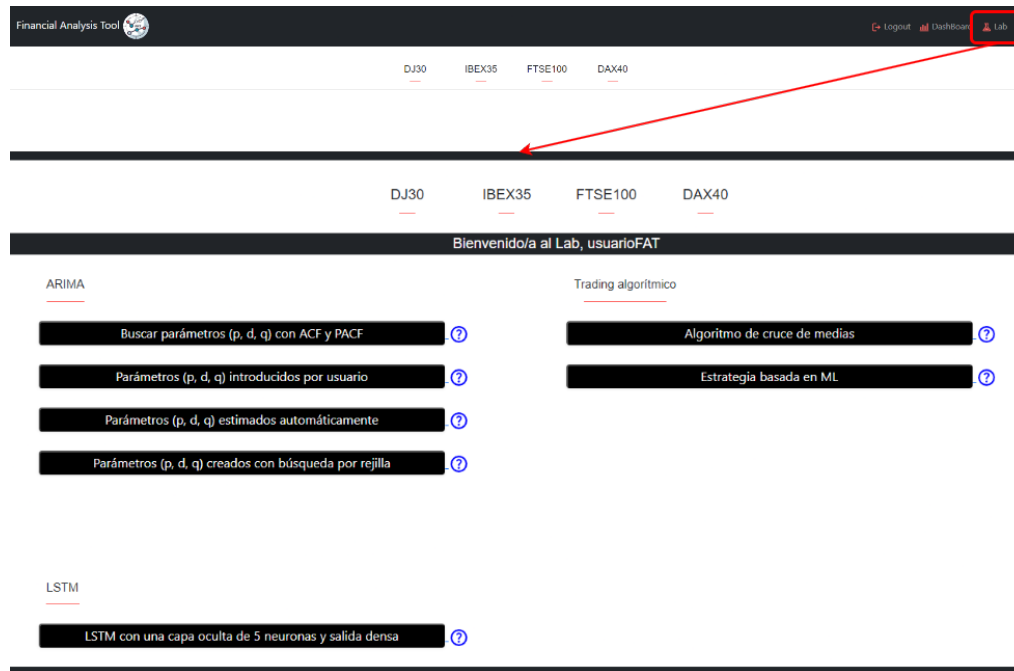 Financial Analysis Tool
Logout DashBoard Lab
DJ30 IBEX35 FTSE100 DAX40
DJ30 IBEX35 FTSE100 DAX40
Bienvenido/a al Lab, usuarioFAT
ARIMA Trading algorítmico
Buscar parámetros (p, d, q) con ACF y PACF ? Algoritmo de cruce de medias ?
Parámetros (p, d, q) introducidos por usuario ? Estrategia basada en ML ?
Parámetros (p, d, q) estimados automáticamente ?
Parámetros (p, d, q) creados con búsqueda por rejilla ?
LSTM
LSTM con una capa oculta de 5 neuronas y salida densa ?